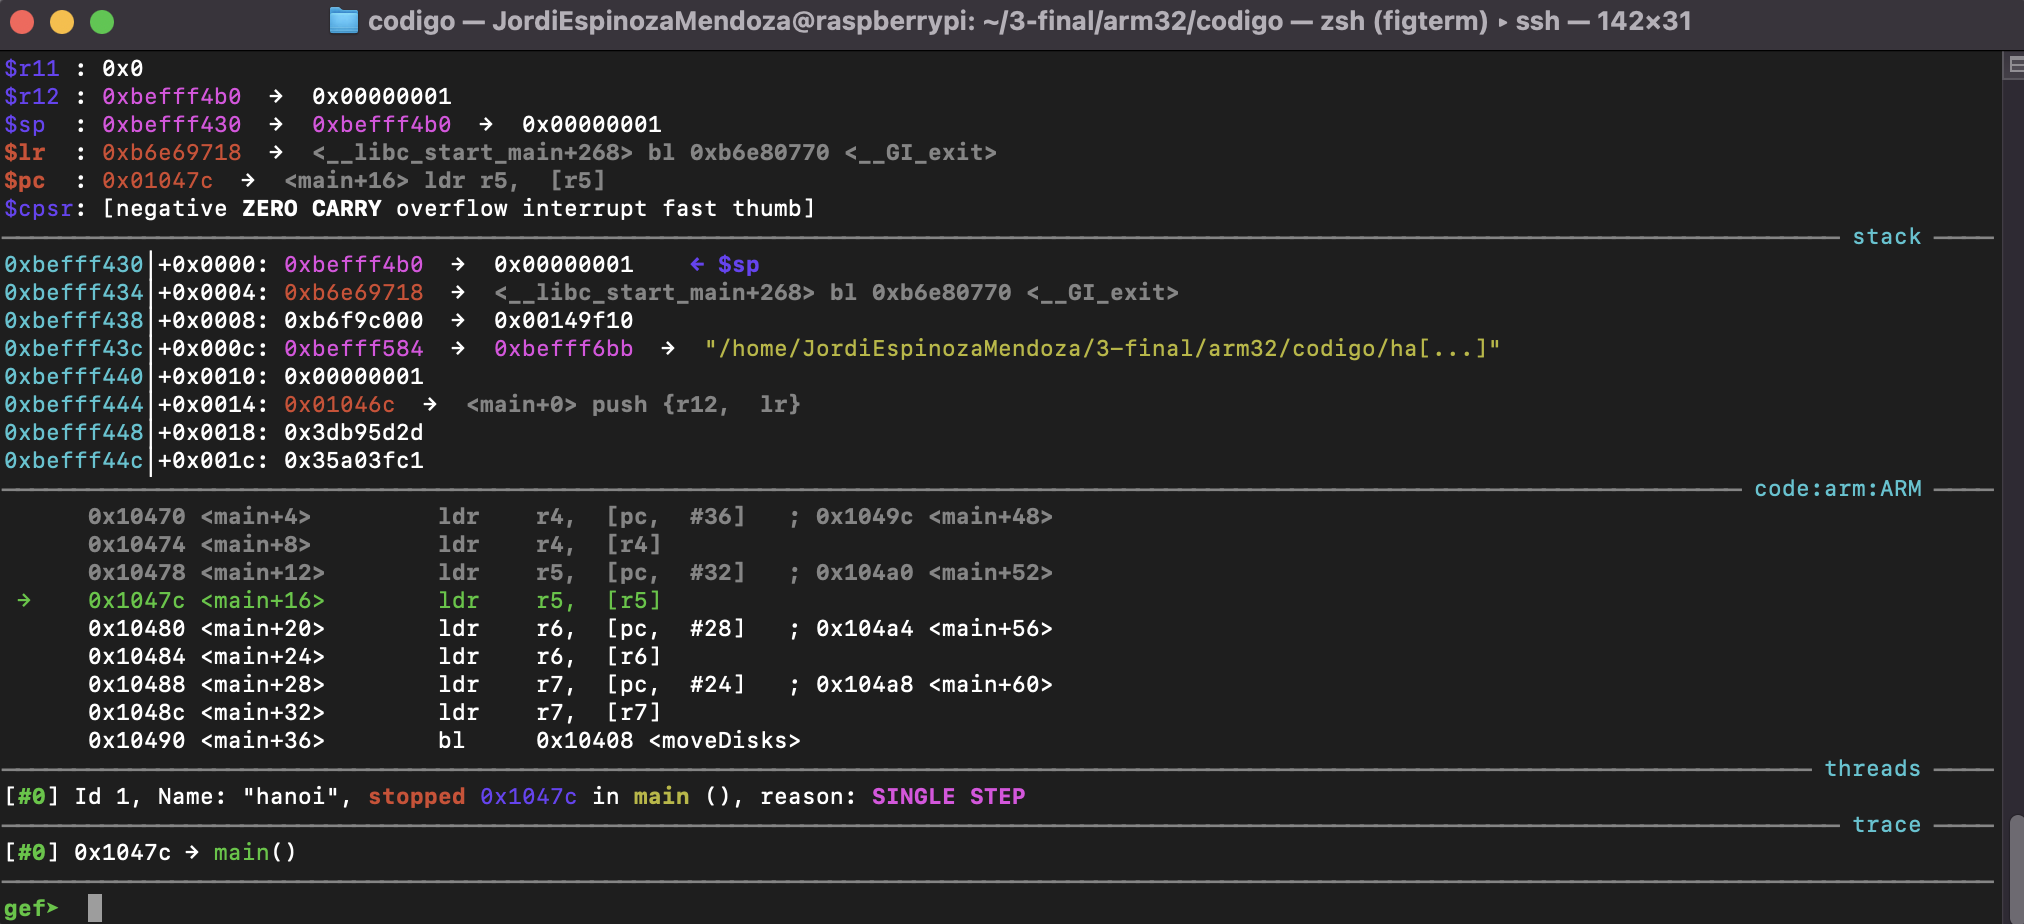 codigo — JordiEspinozaMendoza@raspberrypi: ~/3-final/arm32/codigo — zsh (figterm) ▸ ssh — 142×31
$r11 : 0x0
$r12 : 0xbefff4b0 → 0x00000001
$sp : 0xbefff430 → 0xbefff4b0 → 0x00000001
$lr : 0xb6e69718 → <__libc_start_main+268> bl 0xb6e80770 <__GI_exit>
$pc : 0x01047c → <main+16> ldr r5, [r5]
$cpsr: [negative ZERO CARRY overflow interrupt fast thumb]
stack
0xbefff430│+0x0000: 0xbefff4b0 → 0x00000001 ← $sp
0xbefff434│+0x0004: 0xb6e69718 → <__libc_start_main+268> bl 0xb6e80770 <__GI_exit>
0xbefff438│+0x0008: 0xb6f9c000 → 0x00149f10
0xbefff43c│+0x000c: 0xbefff584 → 0xbefff6bb → "/home/JordiEspinozaMendoza/3-final/arm32/codigo/ha[...]"
0xbefff440│+0x0010: 0x00000001
0xbefff444│+0x0014: 0x01046c → <main+0> push {r12, lr}
0xbefff448│+0x0018: 0x3db95d2d
0xbefff44c│+0x001c: 0x35a03fc1
code:arm:ARM
0x10470 <main+4> ldr r4, [pc, #36] ; 0x1049c <main+48>
0x10474 <main+8> ldr r4, [r4]
0x10478 <main+12> ldr r5, [pc, #32] ; 0x104a0 <main+52>
→ 0x1047c <main+16> ldr r5, [r5]
0x10480 <main+20> ldr r6, [pc, #28] ; 0x104a4 <main+56>
0x10484 <main+24> ldr r6, [r6]
0x10488 <main+28> ldr r7, [pc, #24] ; 0x104a8 <main+60>
0x1048c <main+32> ldr r7, [r7]
0x10490 <main+36> bl 0x10408 <moveDisks>
threads
[#0] Id 1, Name: "hanoi", stopped 0x1047c in main (), reason: SINGLE STEP
trace
[#0] 0x1047c → main()
gef➤